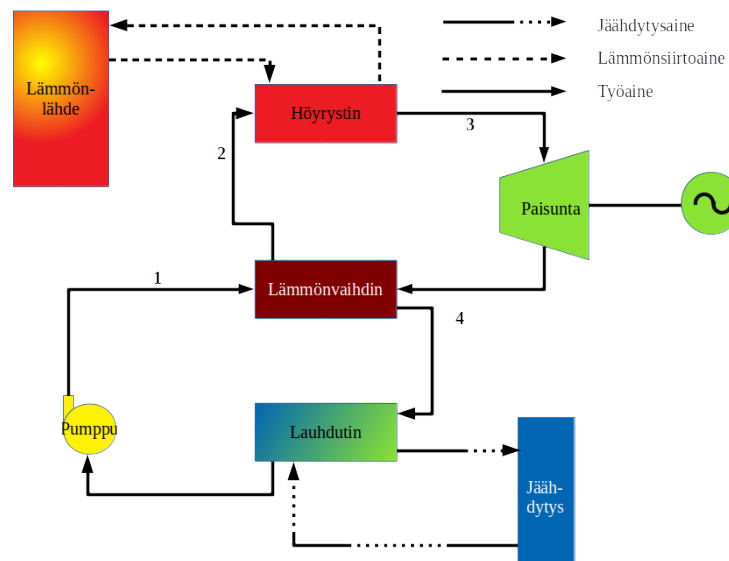 Jäähdytysaine
Lämmönsiirtoaine
Työaine
Lämmön-
lähde
Höyrystin
3
2
Paisunta
1
Lämmönvaihdin
4
Pumppu
Lauhdutin
Jääh-
dytys